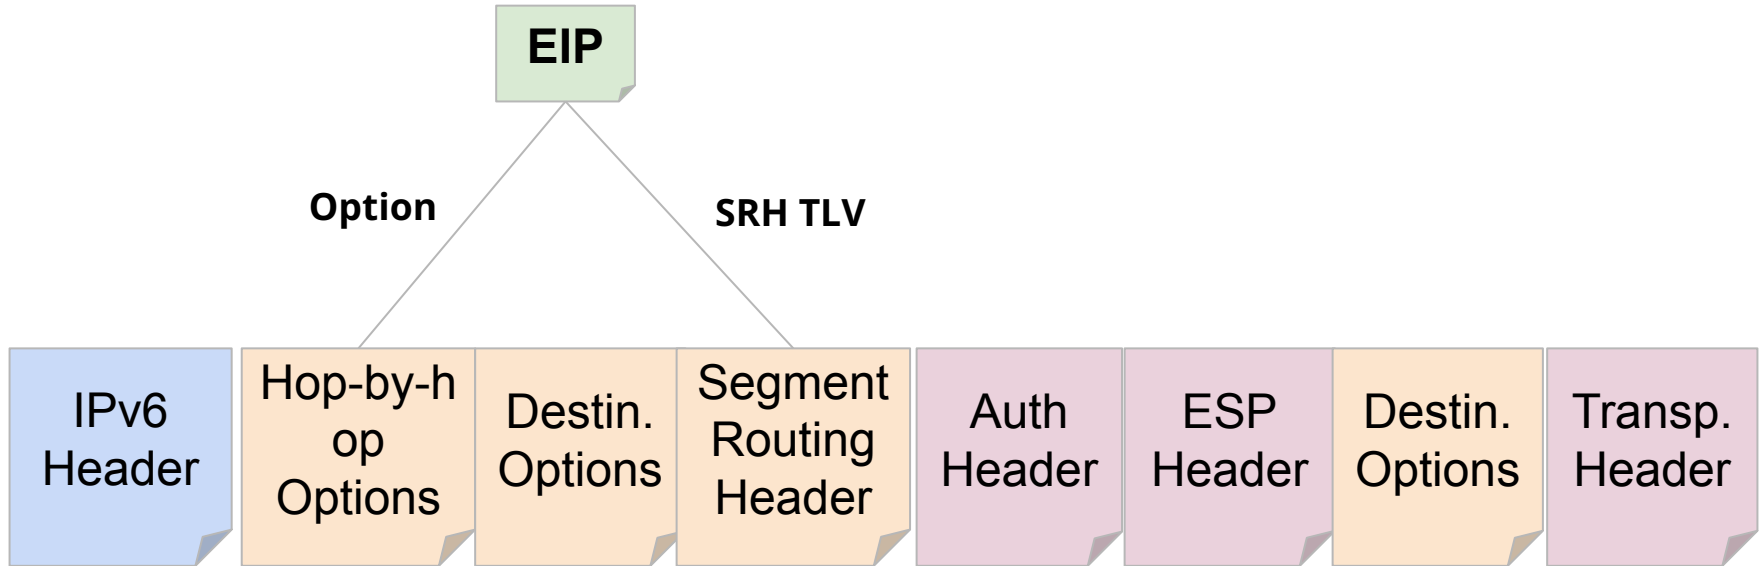 EIP
Option
SRH TLV
IPv6
Header
Hop-by-h
op
Options
Destin.
Options
Segment
Routing
Header
Auth
Header
ESP
Header
Destin.
Options
Transp.
Header